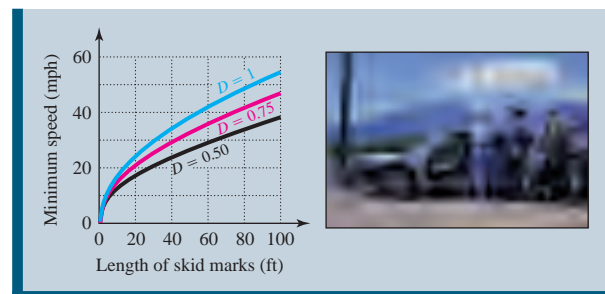 60
40
20
0
Minimum speed (mph)
D = 1
D = 0.75
D = 0.50
0 20 40 60 80 100
Length of skid marks (ft)